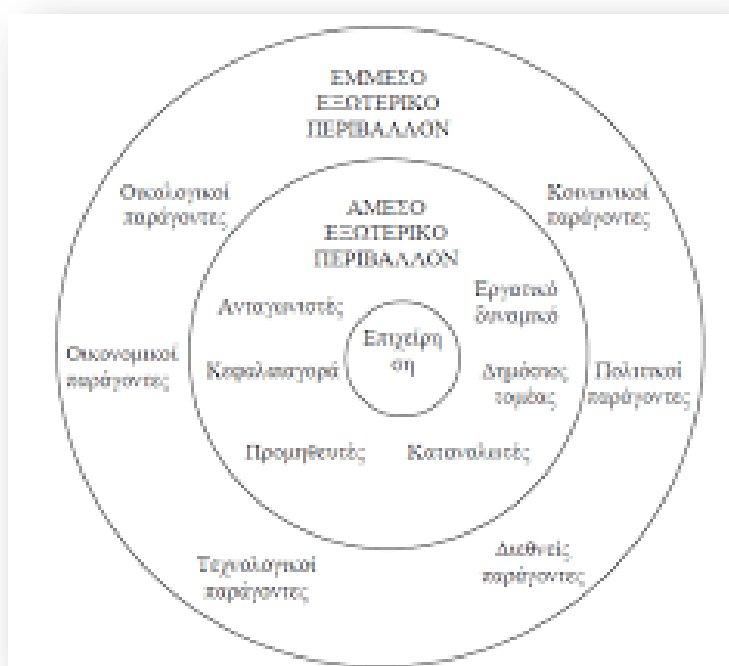 ΕΜΜΕΣΟ
ΕΞΩΤΕΡΙΚΟ
ΠΕΡΙΒΑΛΛΟΝ
Οικολογικοί
παράγοντες
Κοινωνικοί
παράγοντες
ΑΜΕΣΟ
ΕΞΩΤΕΡΙΚΟ
ΠΕΡΙΒΑΛΛΟΝ
Ανταγωνιστές
Εργατικό
δυναμικό
Επιχείρη
ση
Οικονομικοί
παράγοντες
Κεφαλαιαγορά
Δημόσιος
τομέας
Πολιτικοί
παράγοντες
Προμηθευτές
Καταναλωτές
Τεχνολογικοί
παράγοντες
Διεθνείς
παράγοντες